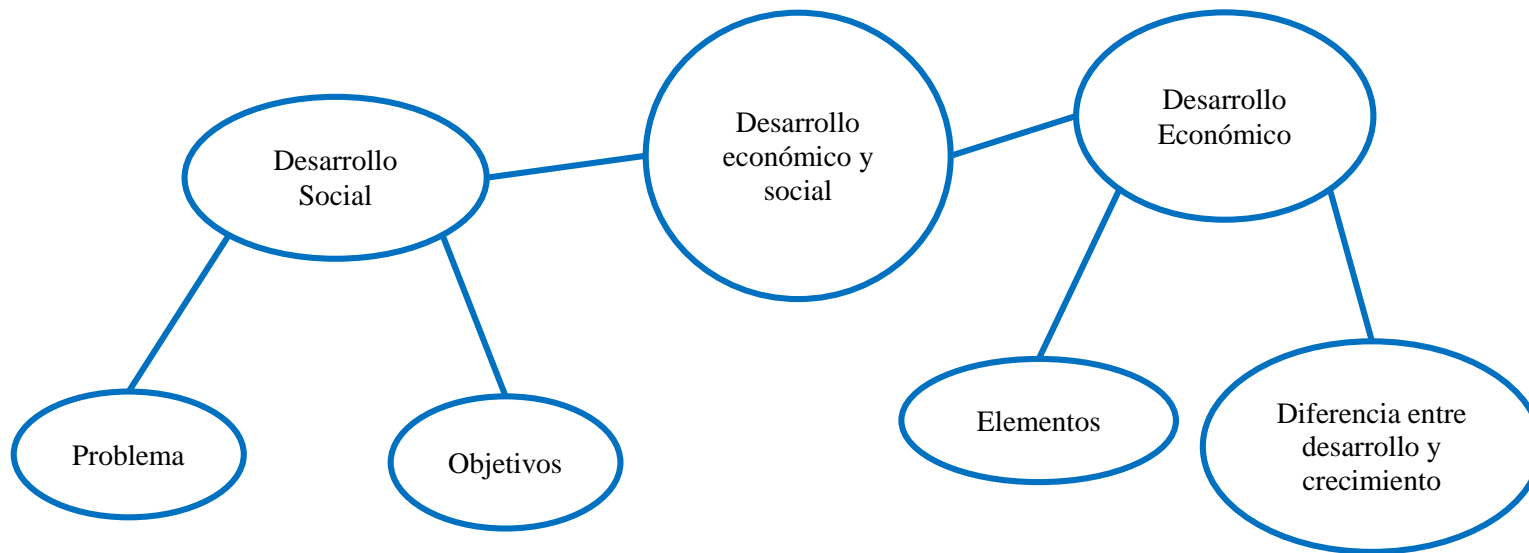 Desarrollo
Social
Desarrollo
económico y
social
Desarrollo
Económico
Problema
Objetivos
Elementos
Diferencia entre
desarrollo y
crecimiento